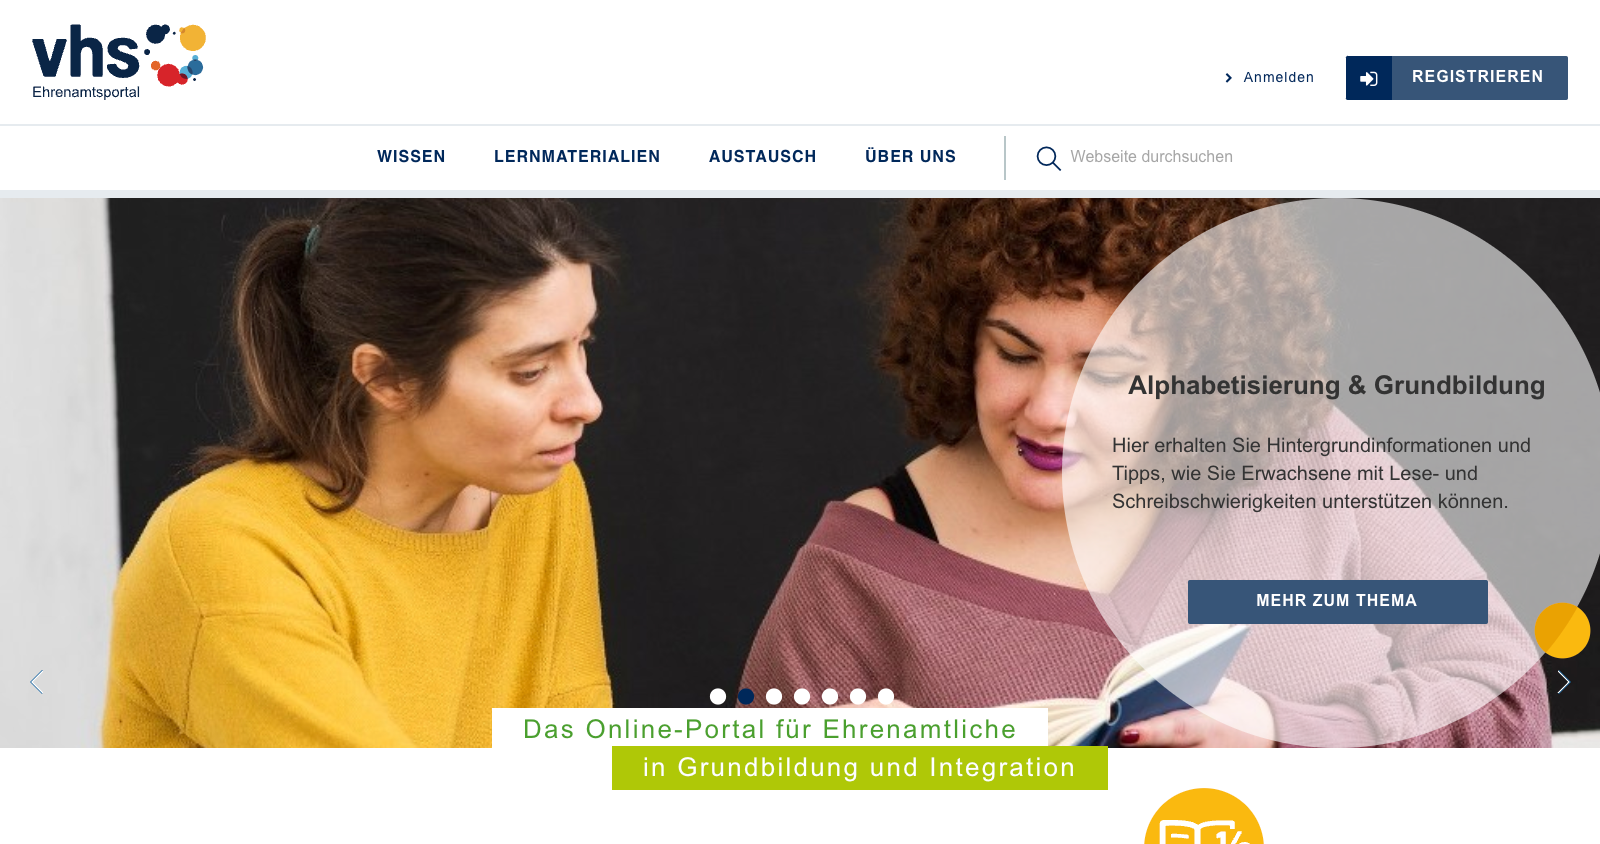 vhs
Ehrenamtsportal
Anmelden
REGISTRIEREN
WISSEN
LERNMATERIALIEN
AUSTAUSCH
ÜBER UNS
Webseite durchsuchen
Alphabetisierung & Grundbildung
Hier erhalten Sie Hintergrundinformationen und
Tipps, wie Sie Erwachsene mit Lese- und
Schreibschwierigkeiten unterstützen können.
MEHR ZUM THEMA
Das Online-Portal für Ehrenamtliche
in Grundbildung und Integration